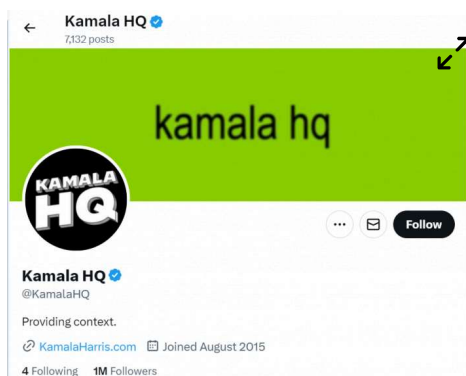 Kamala HQ
7,132 posts
kamala hq
KAMALA
HQ
Follow
Kamala HQ
@KamalaHQ
Providing context.
KamalaHarris.com Joined August 2015
4 Following 1M Followers